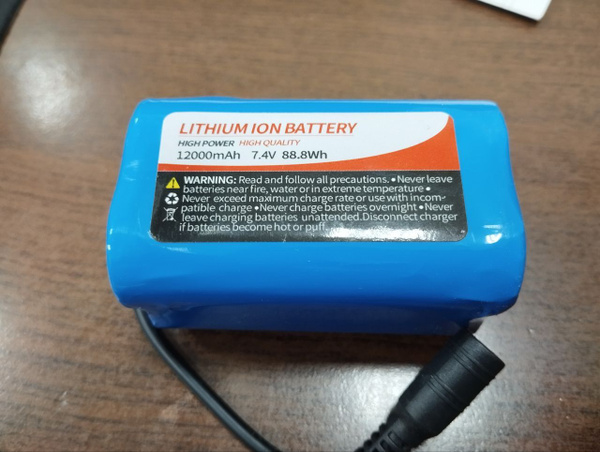 LITHIUM ION BATTERY
HIGH POWER HIGH QUALITY
12000mAh 7.4V 88.8Wh
WARNING: Read and follow all precautions. • Never leave
batteries near fire, water or in extreme temperature •
Never exceed maximum charge rate or use with incom-
patible charge • Never charge batteries overnight • Never
leave charging batteries unattended.Disconnect charger
if batteries become hot or puff.